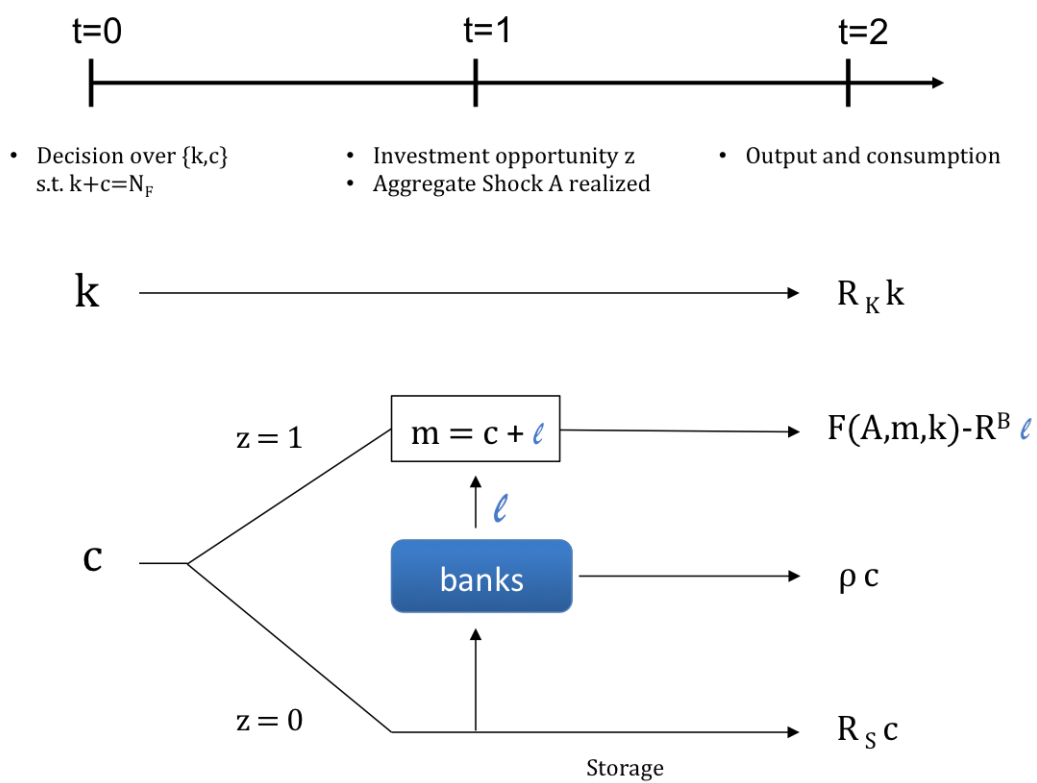 t=0 t=1 t=2
• Decision over {k,c}
s.t. k+c=N_F
• Investment opportunity z
• Aggregate Shock A realized
• Output and consumption
k
R_K k
z = 1
m = c + ℓ
F(A,m,k)-R^B ℓ
ℓ
c
banks
ρ c
z = 0
R_S c
Storage